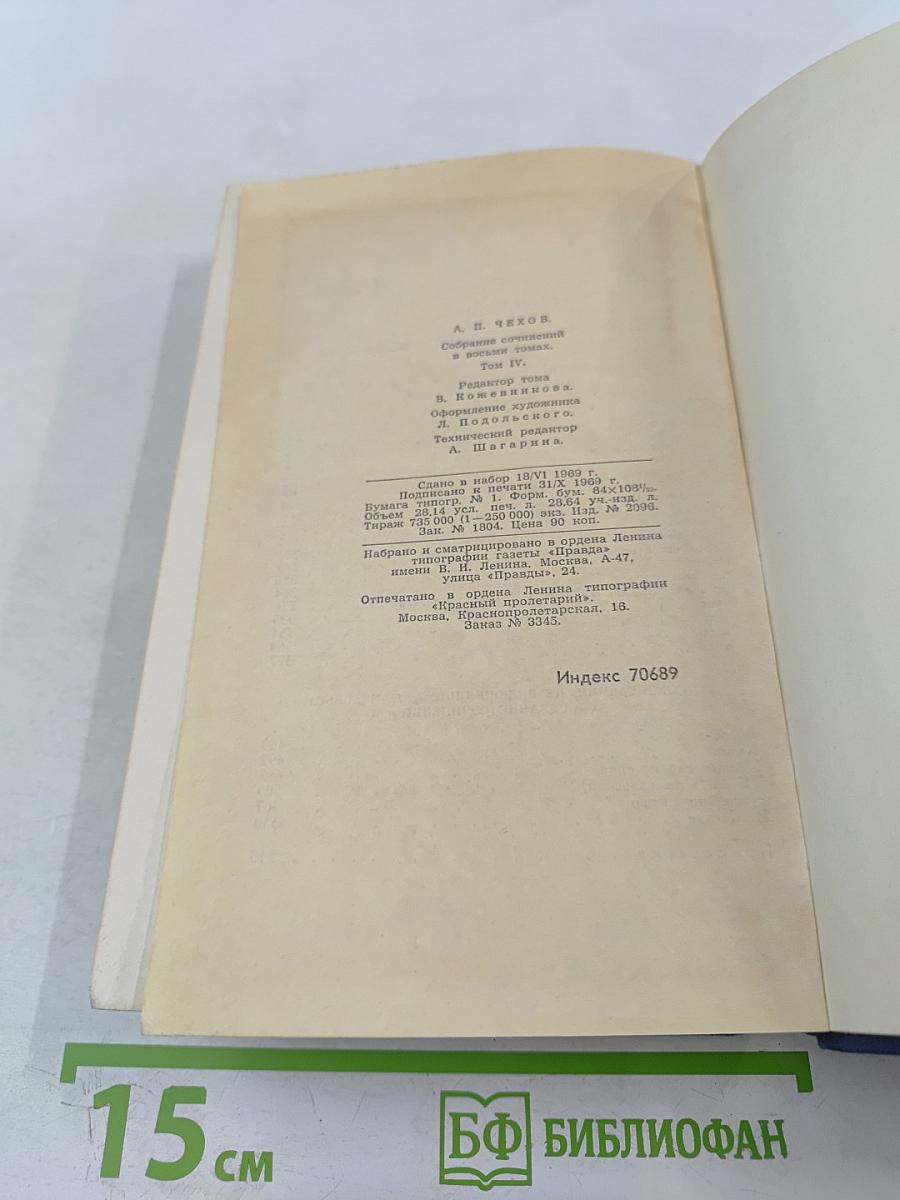 А. П. ЧЕХОВ.
Собрание сочинений
в восьми томах.
Том IV.
Редактор тома
В. Кожевникова.
Оформление художника
Л. Подольского.
Технический редактор
А. Шагарина.
Сдано в набор 18/VI 1969 г.
Подписано к печати 31/X 1969 г.
Бумага типогр. № 1. Форм. бум. 84×108¹/₃₂.
Объем 28,14 усл. печ. л. 28,64 уч.-изд. л.
Тираж 735 000 (1—250 000) экз. Изд. № 2096.
Зак. № 1804. Цена 90 коп.
Набрано и сматрицировано в ордена Ленина
типографии газеты «Правда»
имени В. И. Ленина, Москва, А-47,
улица «Правды», 24.
Отпечатано в ордена Ленина типографии
«Красный пролетарий».
Москва, Краснопролетарская, 16.
Заказ № 3345.
Индекс 70689
15 см
БФ БИБЛИОФАН